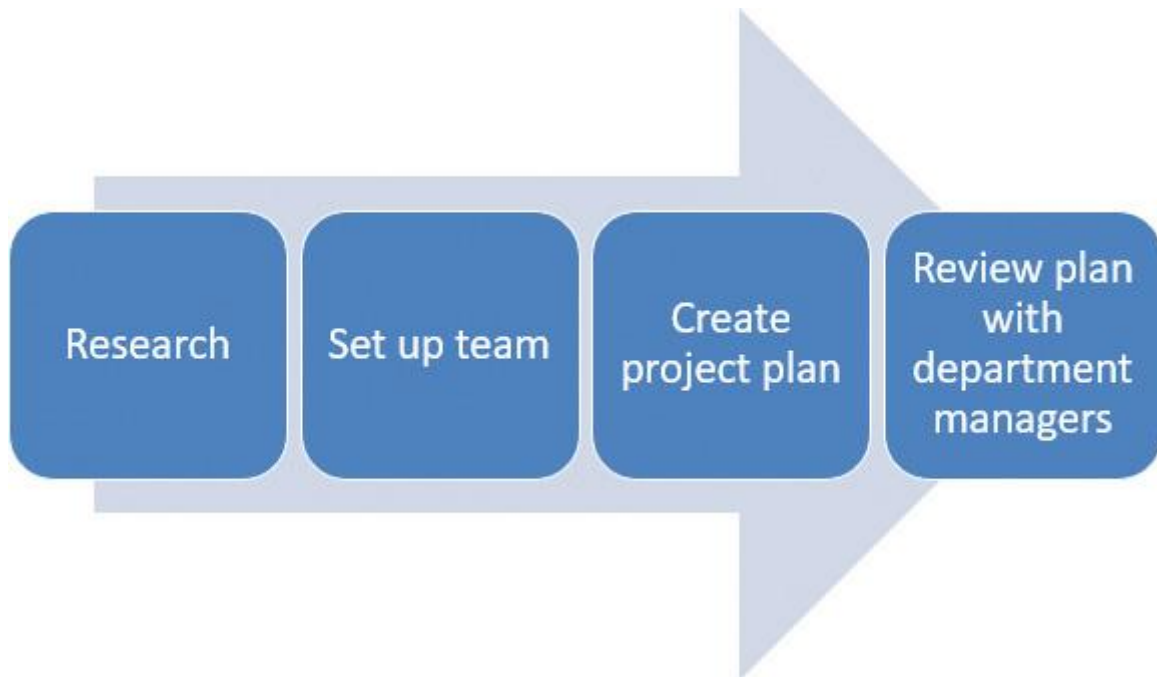 Research
Set up team
Create
project plan
Review plan
with
department
managers